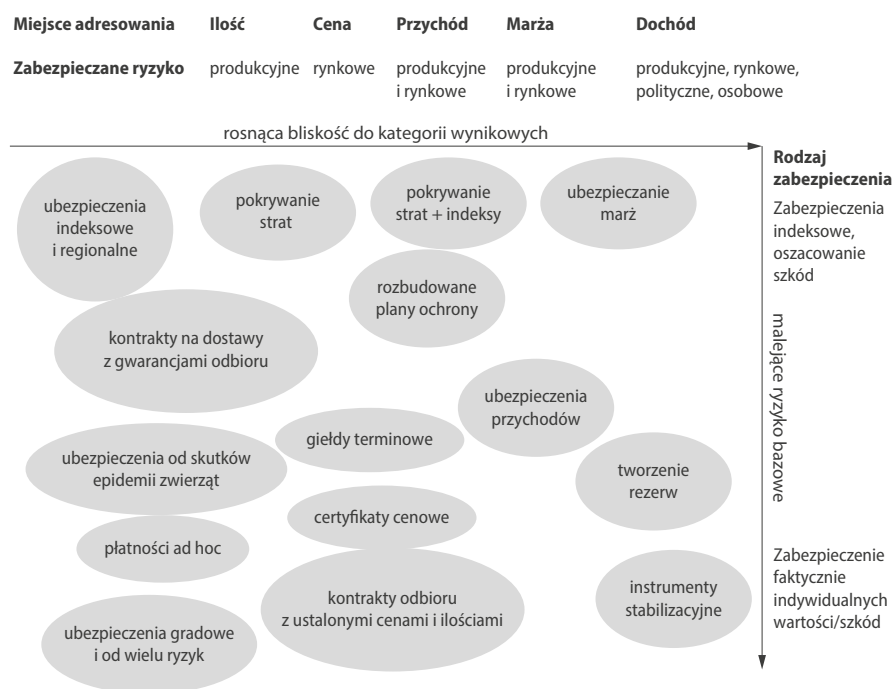 Miejsce adresowania Ilość Cena Przychód Marża Dochód
Zabezpieczane ryzyko produkcyjne rynkowe produkcyjne produkcyjne produkcyjne, rynkowe,
i rynkowe i rynkowe polityczne, osobowe
rosnąca bliskość do kategorii wynikowych
Rodzaj
zabezpieczenia
Zabezpieczenia
indeksowe,
oszacowanie
szkód
ubezpieczenia
indeksowe
i regionalne
pokrywanie
strat
pokrywanie
strat + indeksy
ubezpieczanie
marż
rozbudowane
plany ochrony
kontrakty na dostawy
z gwarancjami odbioru
malejące ryzyko bazowe
ubezpieczenia
przychodów
giełdy terminowe
ubezpieczenia od skutków
epidemii zwierząt
tworzenie
rezerw
certyfikaty cenowe
płatności ad hoc
kontrakty odbioru
z ustalonymi cenami i ilościami
instrumenty
stabilizacyjne
Zabezpieczenie
faktycznie
indywidualnych
wartości/szkód
ubezpieczenia gradowe
i od wielu ryzyk